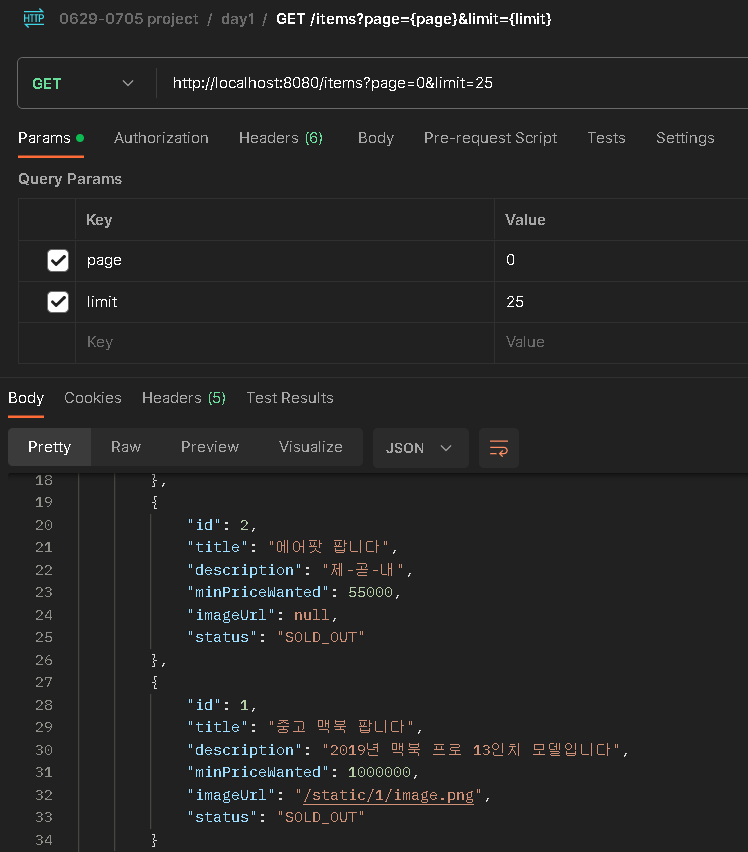 HTTP 0629-0705 project / day1 / GET /items?page={page}&limit={limit}
GET http://localhost:8080/items?page=0&limit=25
Params Authorization Headers (6) Body Pre-request Script Tests Settings
Query Params
Key Value
page 0
limit 25
Key Value
Body Cookies Headers (5) Test Results
Pretty Raw Preview Visualize JSON
18 },
19 {
20 "id": 2,
21 "title": "에어팟 팝니다",
22 "description": "제-곧-내",
23 "minPriceWanted": 55000,
24 "imageUrl": null,
25 "status": "SOLD_OUT"
26 },
27 {
28 "id": 1,
29 "title": "중고 맥북 팝니다",
30 "description": "2019년 맥북 프로 13인치 모델입니다",
31 "minPriceWanted": 1000000,
32 "imageUrl": "/static/1/image.png",
33 "status": "SOLD_OUT"
34 }